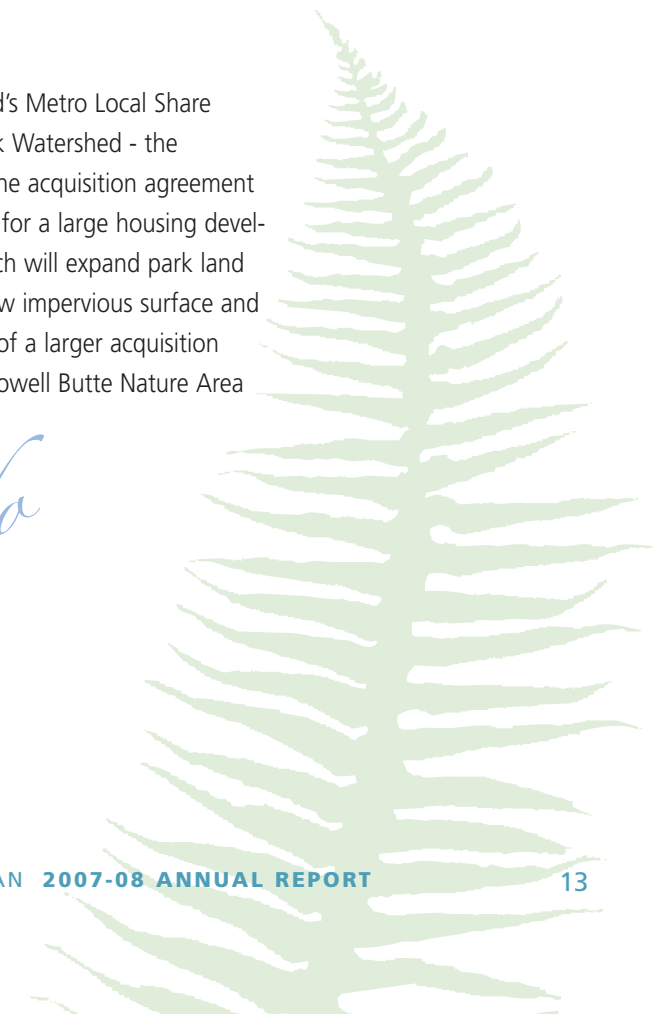 d's Metro Local Share
k Watershed - the
he acquisition agreement
for a large housing devel-
ch will expand park land
w impervious surface and
of a larger acquisition
owell Butte Nature Area
AN 2007-08 ANNUAL REPORT 13